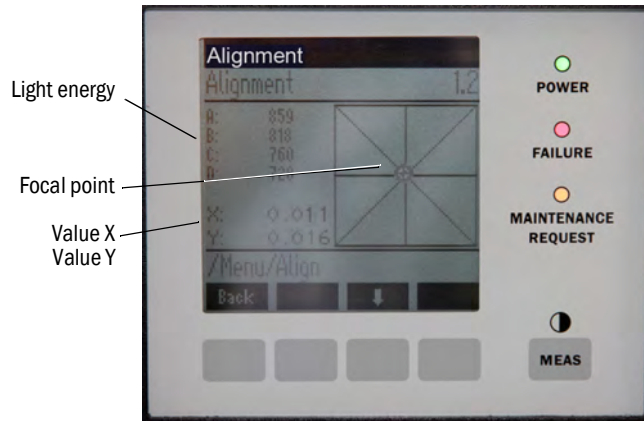 Alignment
Alignment 1.2
Light energy
A: 859
B: 818
C: 760
D: 720
Focal point
X: 0.011
Y: 0.016
Value X
Value Y
/Menu/Align
Back
POWER
FAILURE
MAINTENANCE
REQUEST
MEAS